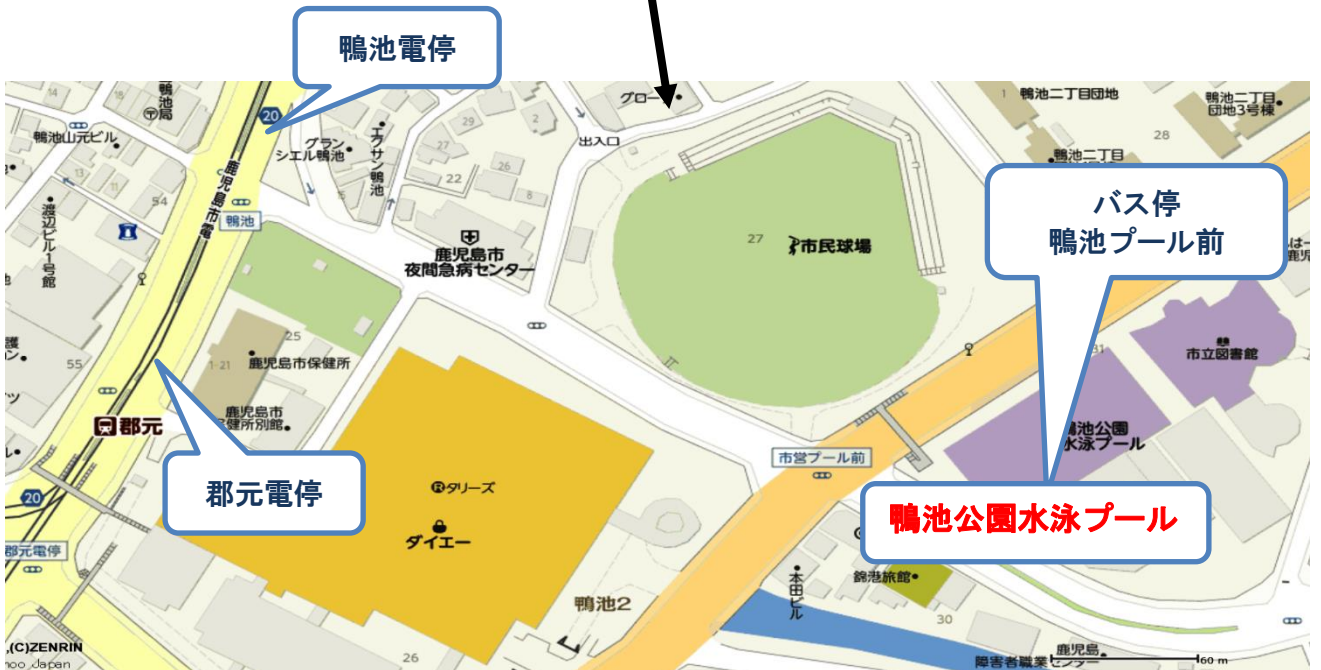 鴨池電停
鴨池局
14
18
20
鴨池山元ビル
13
11
54
渡辺ビル1号館
55
鹿児島市電
鴨池
グラン
シエル鴨池
エクサン鴨池
29
27
22
26
8
2
グロー
出入口
鹿児島市
夜間急病センター
27
市民球場
1
鴨池二丁目団地
鴨池二丁目
団地3号棟
28
鴨池二丁目
バス停
鴨池プール前
31
市立図書館
鴨池公園
水泳プール
市営プール前
鴨池公園水泳プール
25
1-21
鹿児島市保健所
鹿児島市
保健所別館
郡元
郡元電停
20
郡元電停
タリーズ
ダイエー
鴨池2
26
本田ビル
錦港旅館
30
鹿児島
障害者職業センター
60 m
(C)ZENRIN
oo Japan